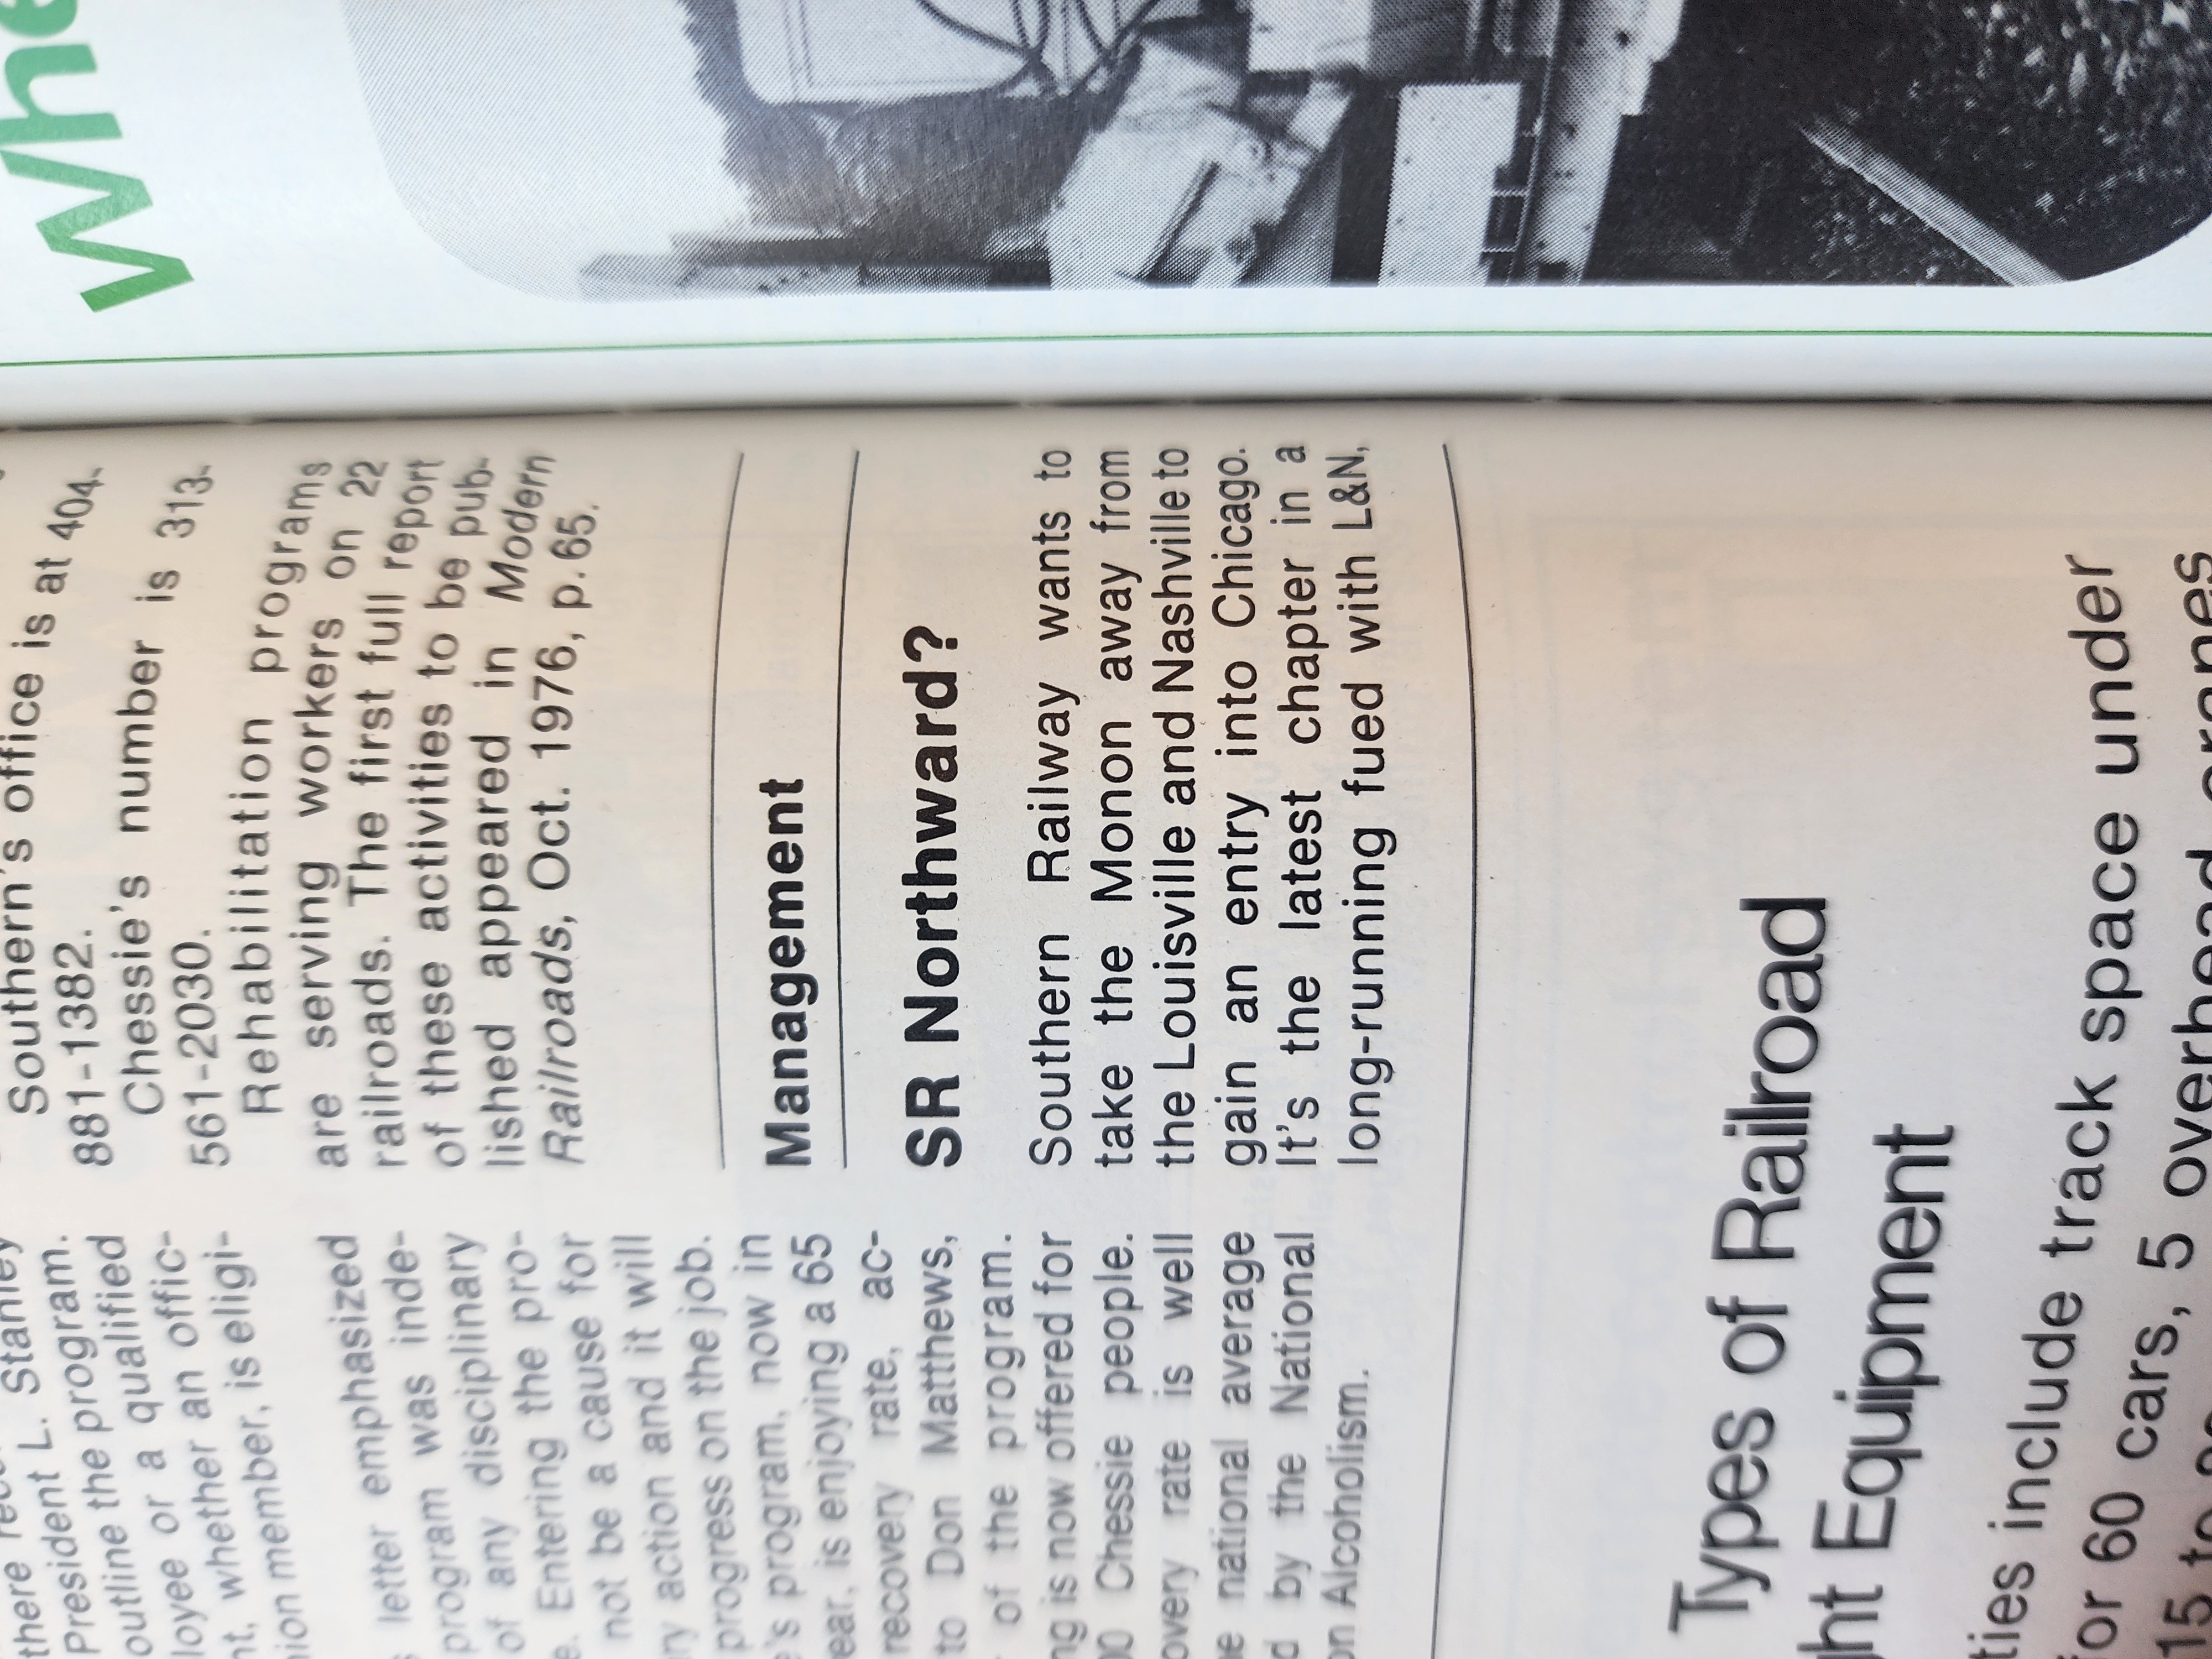 there
President L. Stanley
President the program.
outline the qualified
loyee or a qualified
whether an offic-
member, is eligi-
letter emphasized
program was inde-
of any disciplinary
Entering the pro-
not be a cause for
action and it will
progress on the job.
program, now in
is enjoying a 65
recovery rate, ac-
to Don Matthews,
of the program.
is now offered for
Chessie people.
rate is well
national average
by the National
Alcoholism.
Southern's office is at 404-
881-1382.
Chessie's number is 313-
561-2030.
Rehabilitation programs
are serving workers on 22
railroads. The first full report
of these activities to be pub-
lished appeared in Modern
Railroads, Oct. 1976, p.65.
Management
SR Northward?
Southern Railway wants to
take the Monon away from
the Louisville and Nashville to
gain an entry into Chicago.
It's the latest chapter in a
long-running fued with L&N,
Types of Railroad
Equipment
include track space under
for 60 cars, 5 overhead cranes
15 to